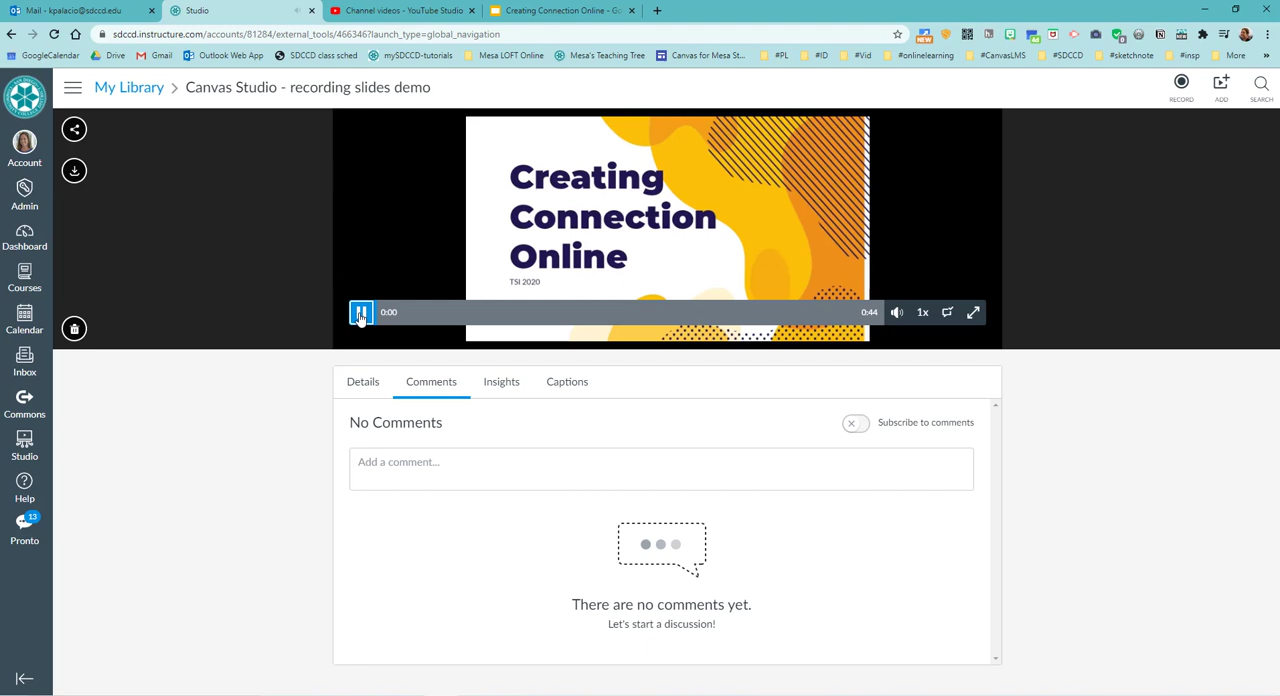 Mail - kpalacio@sdccd.edu
Studio
Channel videos - YouTube Studio
Creating Connection Online - Go
sdccd.instructure.com/accounts/81284/external_tools/466346?launch_type=global_navigation
GoogleCalendar
Drive
Gmail
Outlook Web App
SDCCD class sched
mySDCCD-tutorials
Mesa LOFT Online
Mesa's Teaching Tree
Canvas for Mesa St...
#PL
#ID
#Vid
#onlinelearning
#CanvasLMS
#SDCCD
#sketchnote
#insp
More
My Library > Canvas Studio - recording slides demo
RECORD
ADD
SEARCH
Account
Admin
Dashboard
Courses
Calendar
Inbox
Commons
Studio
Help
13
Pronto
Creating
Connection
Online
TSI 2020
0:00
0:44
1x
Details
Comments
Insights
Captions
No Comments
Subscribe to comments
Add a comment...
There are no comments yet.
Let's start a discussion!